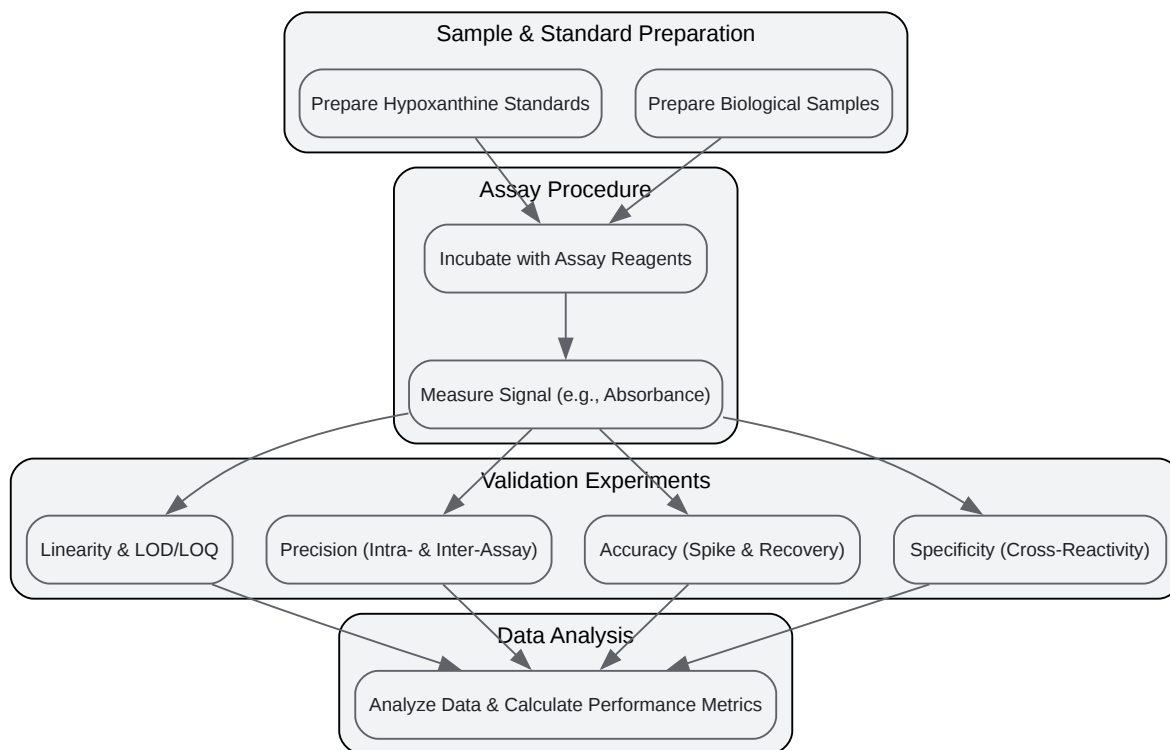 Sample & Standard Preparation
Prepare Hypoxanthine Standards
Prepare Biological Samples
Assay Procedure
Incubate with Assay Reagents
Measure Signal (e.g., Absorbance)
Validation Experiments
Linearity & LOD/LOQ
Precision (Intra- & Inter-Assay)
Accuracy (Spike & Recovery)
Specificity (Cross-Reactivity)
Data Analysis
Analyze Data & Calculate Performance Metrics